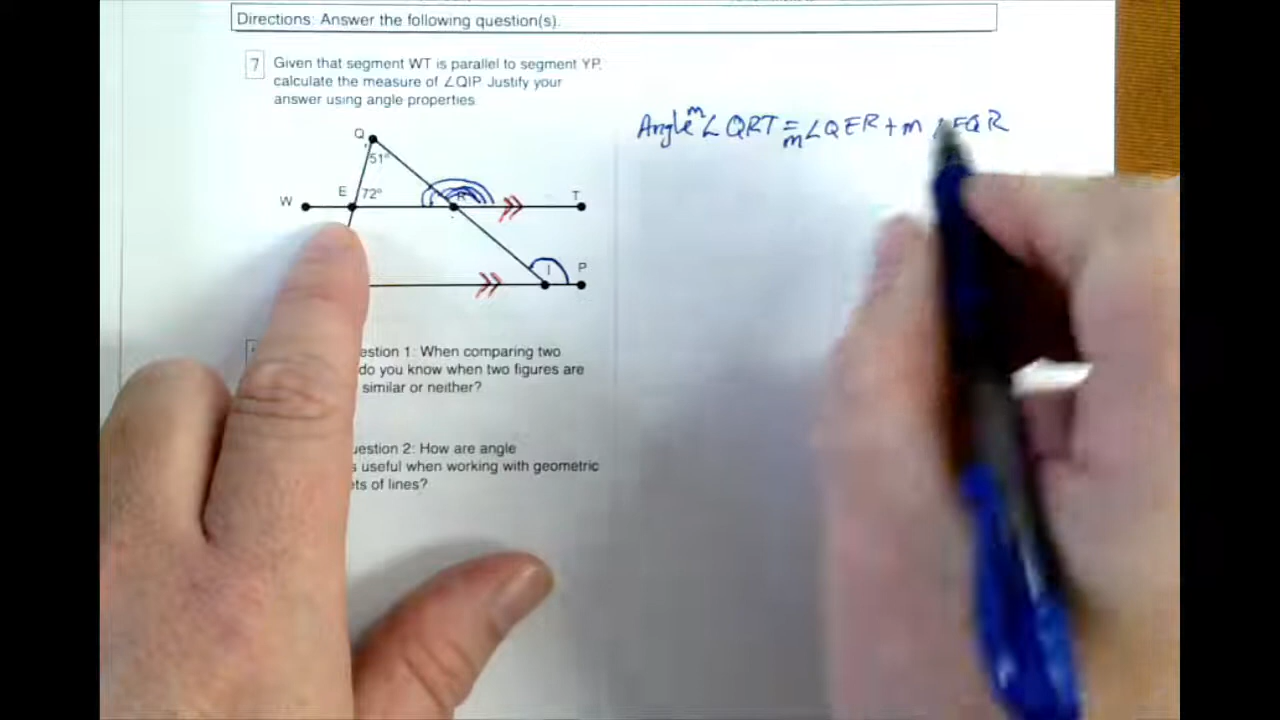 Directions: Answer the following question(s).
7 Given that segment WT is parallel to segment YP,
calculate the measure of ∠QIP. Justify your
answer using angle properties.
Angle m∠QRT = m∠QER + m ∠EQR
Q
51°
E 72°
W
R
T
I
P
estion 1: When comparing two
do you know when two figures are
similar or neither?
uestion 2: How are angle
s useful when working with geometric
ets of lines?